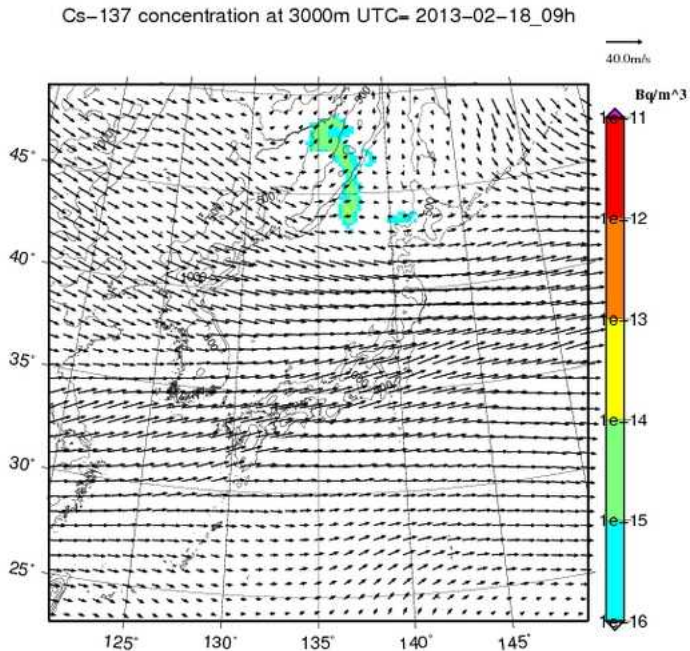 Cs-137 concentration at 3000m UTC= 2013-02-18_09h
40.0m/s
Bq/m^3
1e-11
1e-12
1e-13
1e-14
1e-15
1e-16
45°
40°
35°
30°
25°
125° 130° 135° 140° 145°